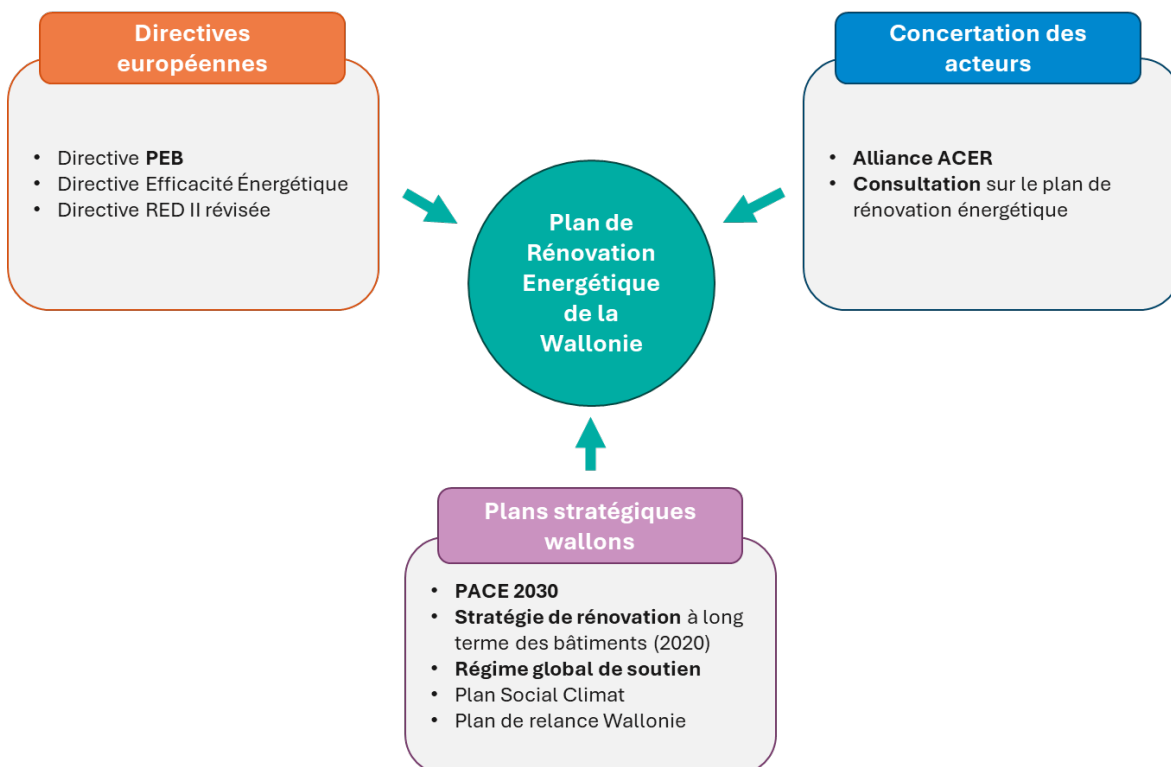 Directives
européennes
• Directive PEB
• Directive Efficacité Énergétique
• Directive RED II révisée
Concertation des
acteurs
• Alliance ACER
• Consultation sur le plan de
rénovation énergétique
Plan de
Rénovation
Energétique
de la
Wallonie
Plans stratégiques
wallons
• PACE 2030
• Stratégie de rénovation à long
terme des bâtiments (2020)
• Régime global de soutien
• Plan Social Climat
• Plan de relance Wallonie